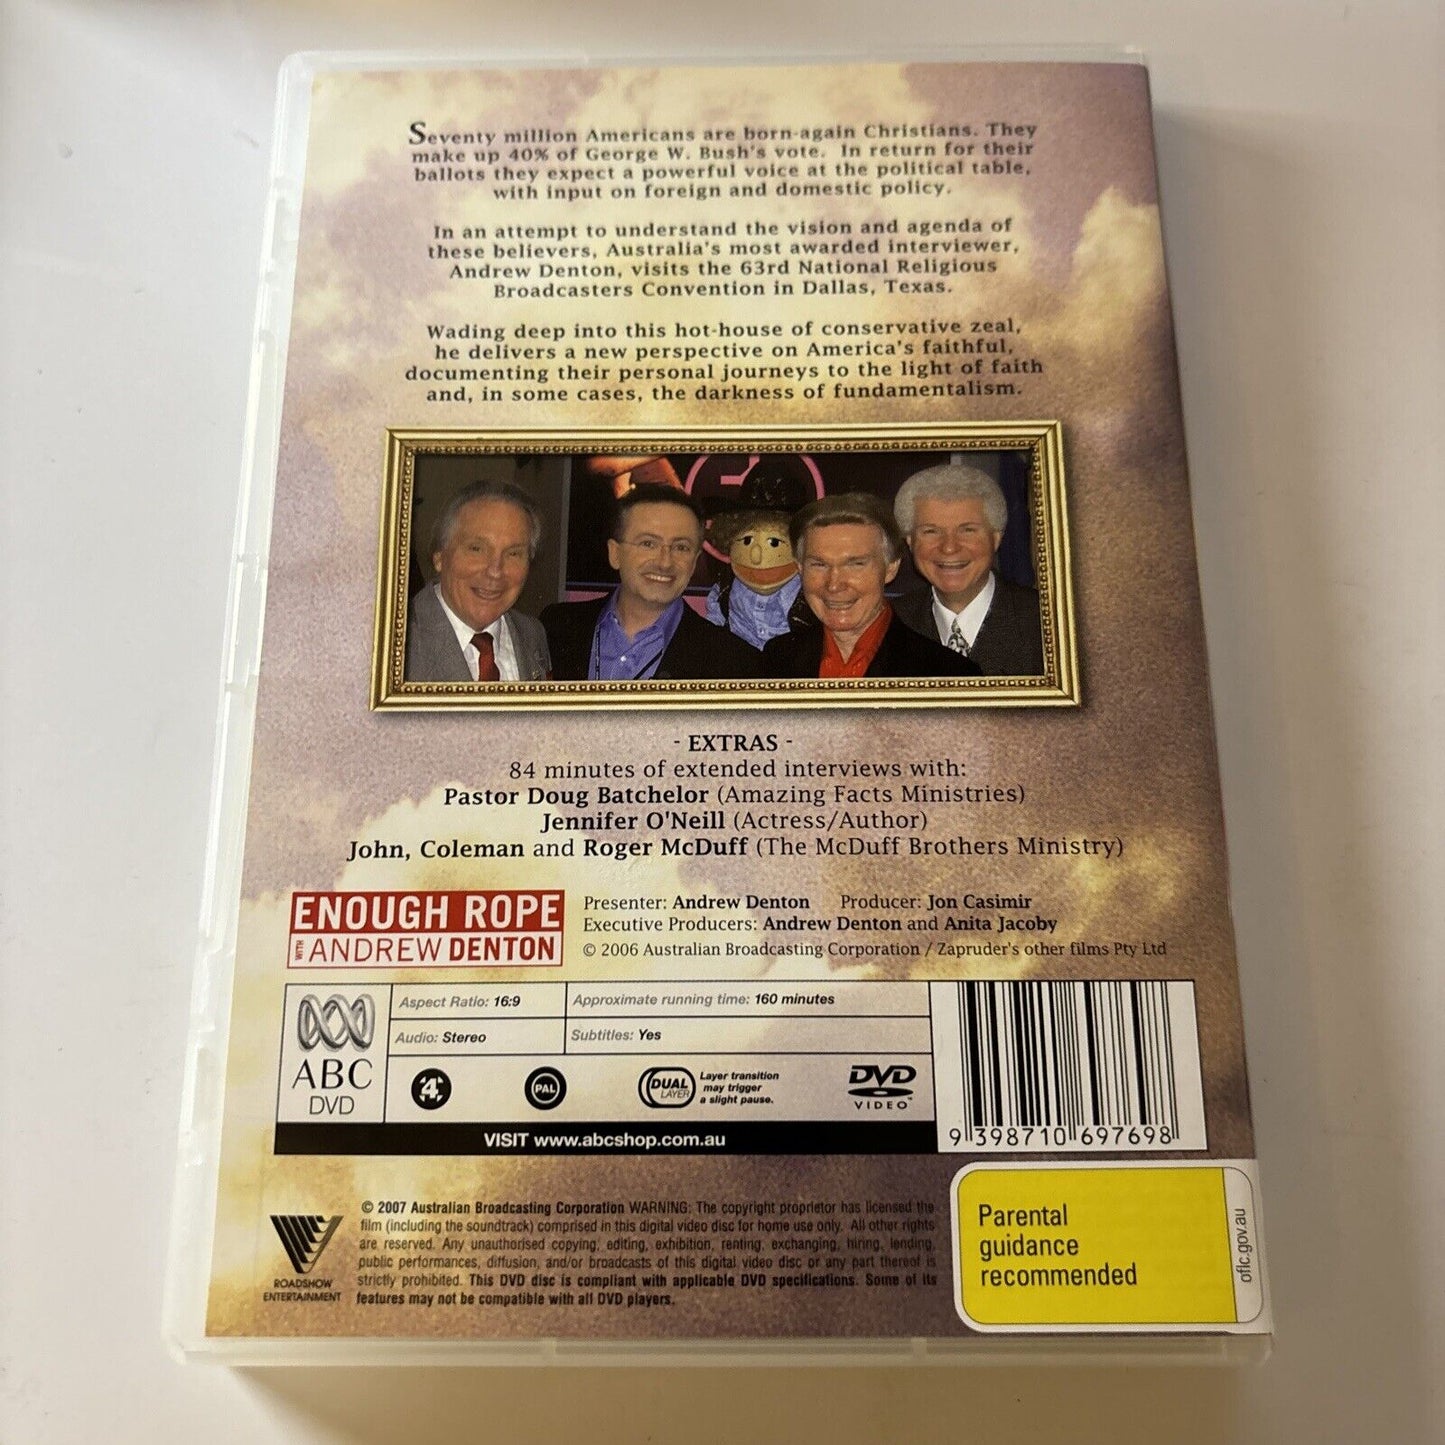 Seventy million Americans are born-again Christians. They
make up 40% of George W. Bush's vote. In return for their
ballots they expect a powerful voice at the political table,
with input on foreign and domestic policy.
In an attempt to understand the vision and agenda of
these believers, Australia's most awarded interviewer,
Andrew Denton, visits the 63rd National Religious
Broadcasters Convention in Dallas, Texas.
Wading deep into this hot-house of conservative zeal,
he delivers a new perspective on America's faithful,
documenting their personal journeys to the light of faith
and, in some cases, the darkness of fundamentalism.
- EXTRAS -
84 minutes of extended interviews with:
Pastor Doug Batchelor (Amazing Facts Ministries)
Jennifer O'Neill (Actress/Author)
John, Coleman and Roger McDuff (The McDuff Brothers Ministry)
ENOUGH ROPE
WITH ANDREW DENTON
Presenter: Andrew Denton Producer: Jon Casimir
Executive Producers: Andrew Denton and Anita Jacoby
© 2006 Australian Broadcasting Corporation / Zapruder's other films Pty Ltd
ABC
DVD
Aspect Ratio: 16:9
Approximate running time: 160 minutes
Audio: Stereo
Subtitles: Yes
4
PAL
DUAL
LAYER
Layer transition
may trigger
a slight pause.
DVD
VIDEO
VISIT www.abcshop.com.au
9 398710 697698
© 2007 Australian Broadcasting Corporation WARNING: The copyright proprietor has licensed the
film (including the soundtrack) comprised in this digital video disc for home use only. All other rights
are reserved. Any unauthorised copying, editing, exhibition, renting, exchanging, hiring, lending,
public performances, diffusion, and/or broadcasts of this digital video disc or any part thereof is
strictly prohibited. This DVD disc is compliant with applicable DVD specifications. Some of its
features may not be compatible with all DVD players.
ROADSHOW
ENTERTAINMENT
Parental
guidance
recommended
oflc.gov.au